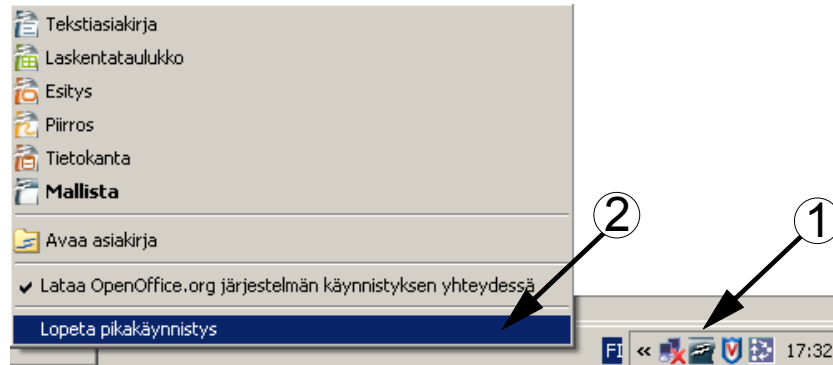 Tekstiasiakirja
Laskentataulukko
Esitys
Piirros
Tietokanta
Mallista
Avaa asiakirja
Lataa OpenOffice.org järjestelmän käynnistyksen yhteydessä
Lopeta pikakäynnistys
2
1
FI « 17:32